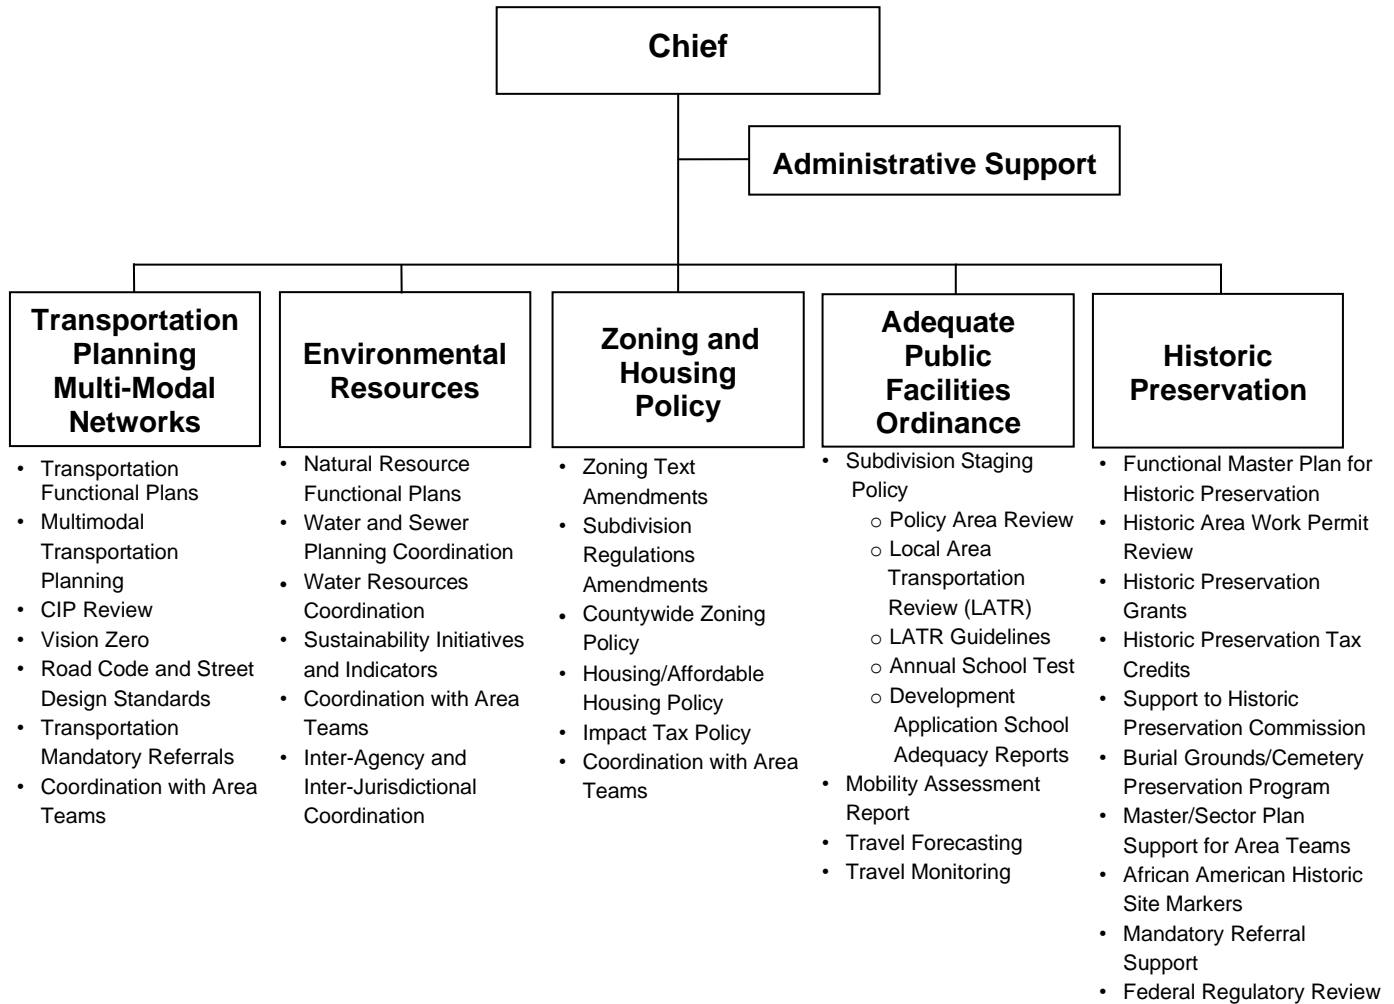 Chief
Administrative Support
Transportation
Planning
Multi-Modal
Networks
• Transportation
Functional Plans
• Multimodal
Transportation
Planning
• CIP Review
• Vision Zero
• Road Code and Street
Design Standards
• Transportation
Mandatory Referrals
• Coordination with Area
Teams
Environmental
Resources
• Natural Resource
Functional Plans
• Water and Sewer
Planning Coordination
• Water Resources
Coordination
• Sustainability Initiatives
and Indicators
• Coordination with Area
Teams
• Inter-Agency and
Inter-Jurisdictional
Coordination
Zoning and
Housing
Policy
• Zoning Text
Amendments
• Subdivision
Regulations
Amendments
• Countywide Zoning
Policy
• Housing/Affordable
Housing Policy
• Impact Tax Policy
• Coordination with Area
Teams
Adequate
Public
Facilities
Ordinance
• Subdivision Staging
Policy
○ Policy Area Review
○ Local Area
Transportation
Review (LATR)
○ LATR Guidelines
○ Annual School Test
○ Development
Application School
Adequacy Reports
• Mobility Assessment
Report
• Travel Forecasting
• Travel Monitoring
Historic
Preservation
• Functional Master Plan for
Historic Preservation
• Historic Area Work Permit
Review
• Historic Preservation
Grants
• Historic Preservation Tax
Credits
• Support to Historic
Preservation Commission
• Burial Grounds/Cemetery
Preservation Program
• Master/Sector Plan
Support for Area Teams
• African American Historic
Site Markers
• Mandatory Referral
Support
• Federal Regulatory Review